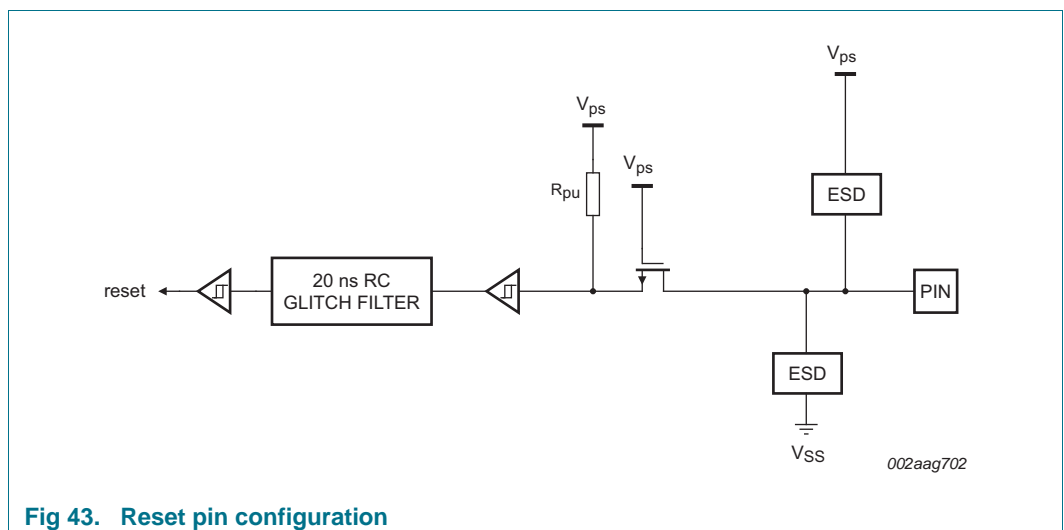 Vps
Vps
Vps
Rpu
ESD
reset
20 ns RC
GLITCH FILTER
PIN
ESD
VSS
002aag702
Fig 43. Reset pin configuration